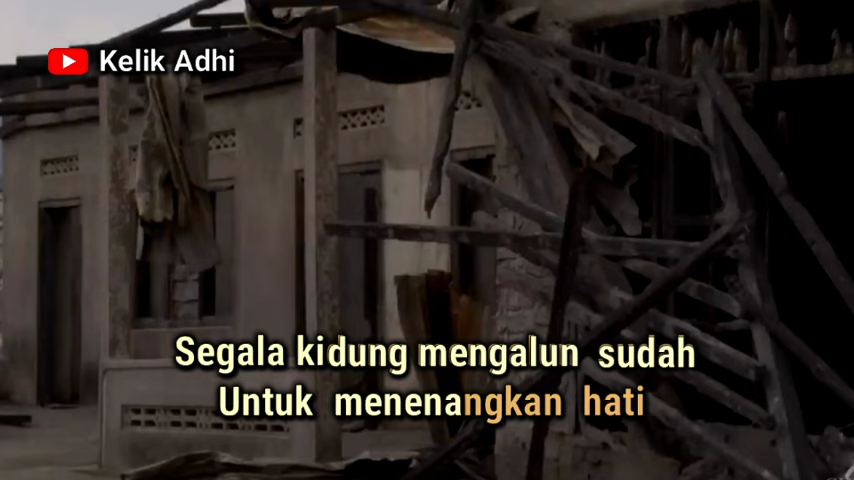 Kelik Adhi
Segala kidung mengalun sudah
Untuk menenangkan hati